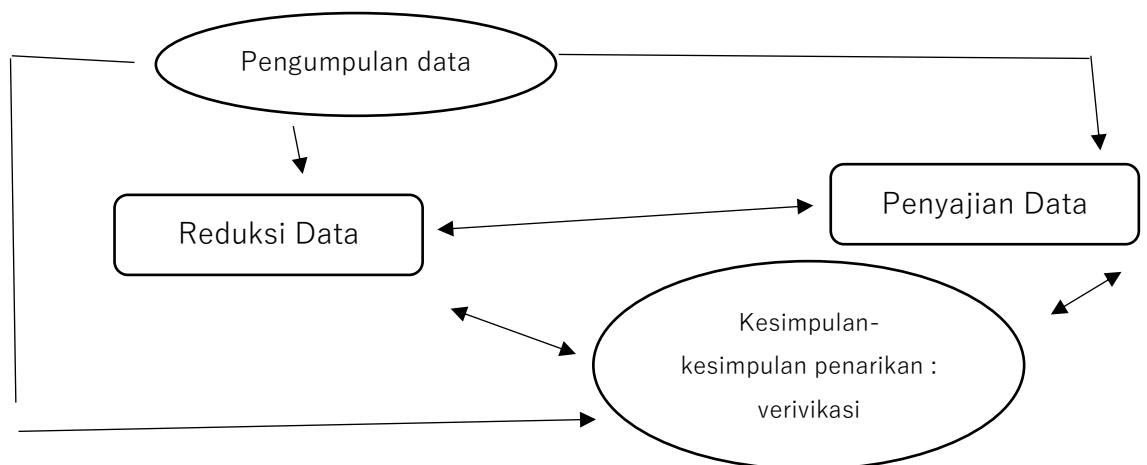 Pengumpulan data
Reduksi Data
Penyajian Data
Kesimpulan-
kesimpulan penarikan :
verivikasi